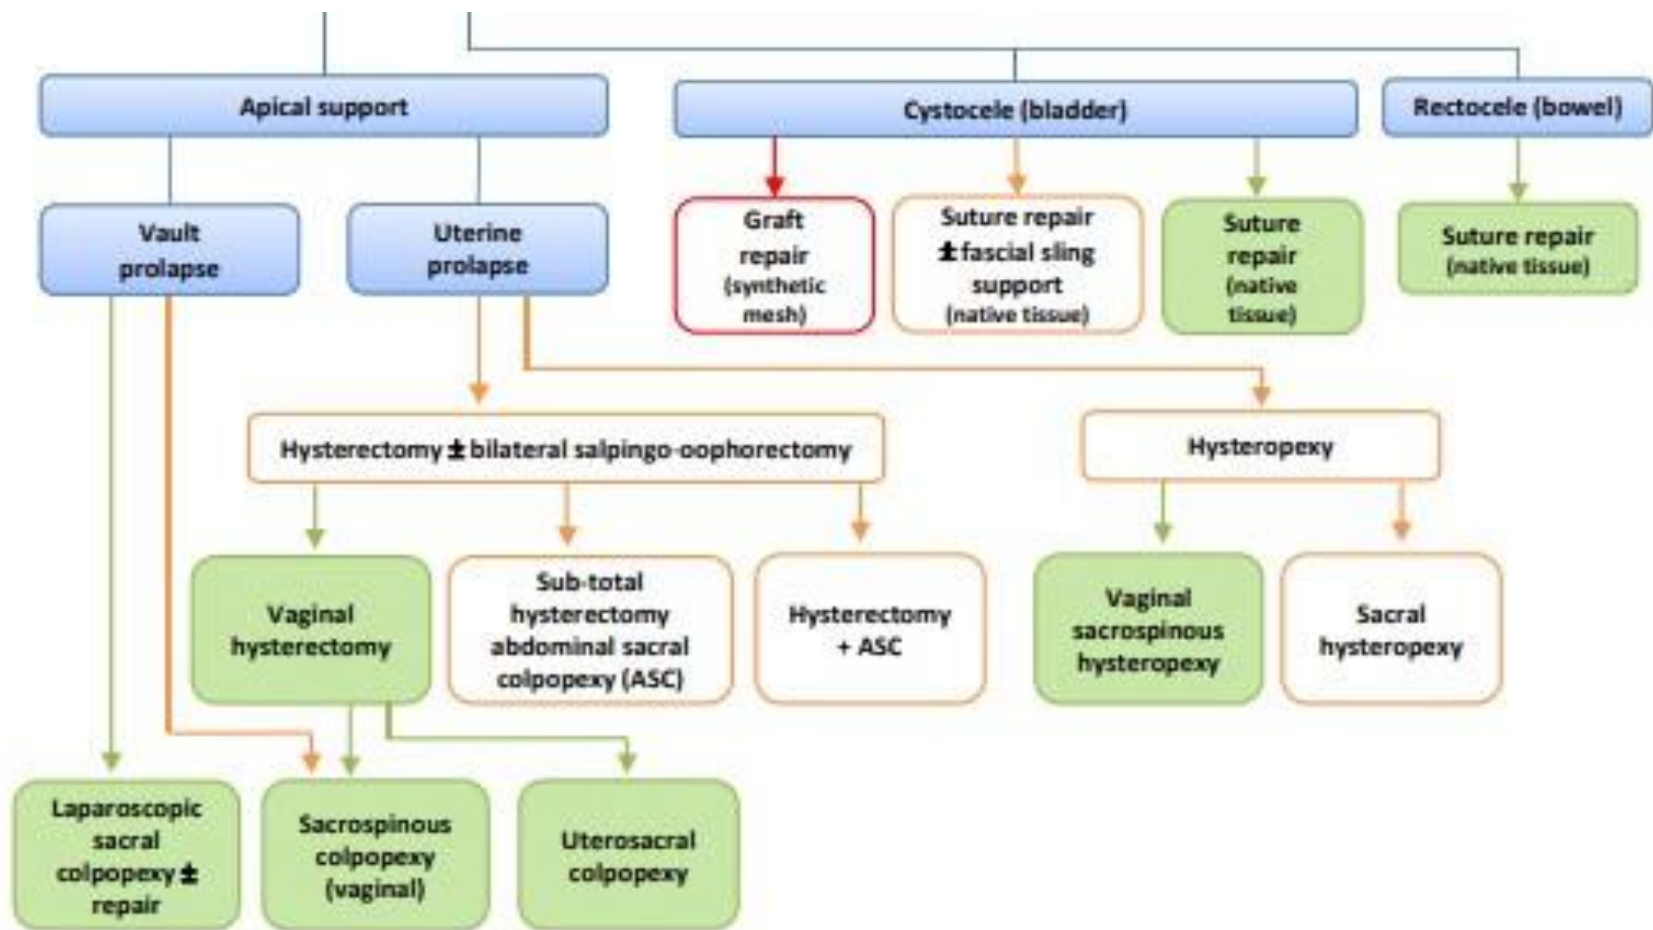 Apical support
Cystocele (bladder)
Rectocele (bowel)
Vault
prolapse
Uterine
prolapse
Graft
repair
(synthetic
mesh)
Suture repair
± fascial sling
support
(native tissue)
Suture
repair
(native
tissue)
Suture repair
(native tissue)
Hysterectomy ± bilateral salpingo-oophorectomy
Hysteropexy
Vaginal
hysterectomy
Sub-total
hysterectomy
abdominal sacral
colpopexy (ASC)
Hysterectomy
+ ASC
Vaginal
sacrospinous
hysteropexy
Sacral
hysteropexy
Laparoscopic
sacral
colpopexy ±
repair
Sacrospinous
colpopexy
(vaginal)
Uterosacral
colpopexy